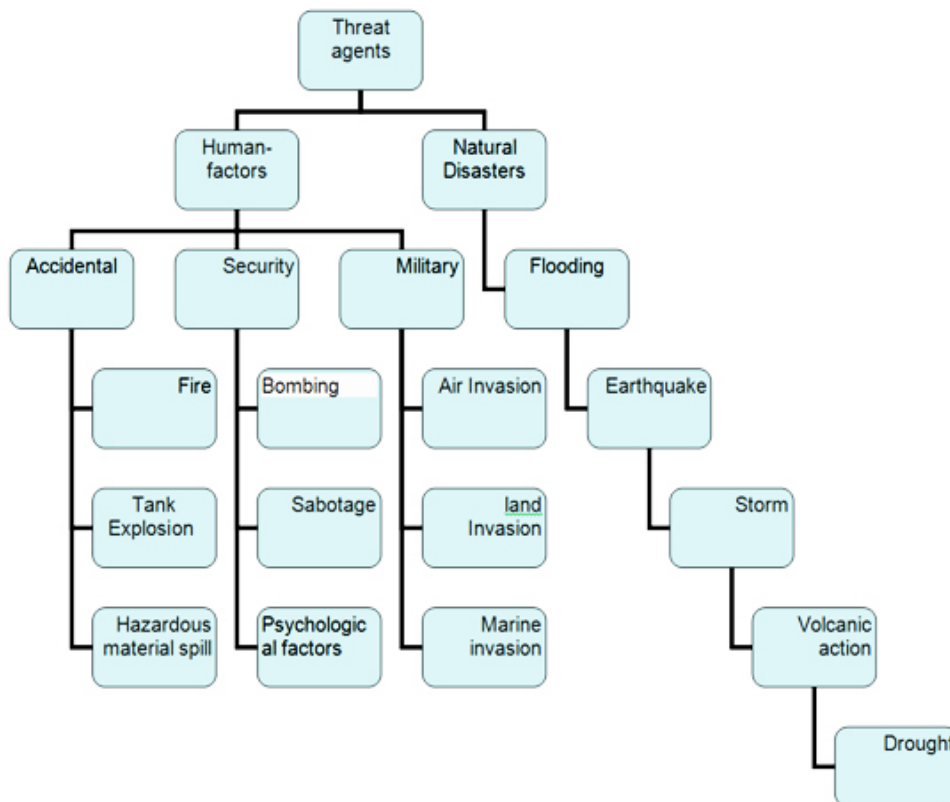 Threat
agents
Human-
factors
Natural
Disasters
Accidental
Security
Military
Flooding
Fire
Bombing
Air Invasion
Earthquake
Tank
Explosion
Sabotage
land
Invasion
Storm
Hazardous
material spill
Psychologic
al factors
Marine
invasion
Volcanic
action
Drought